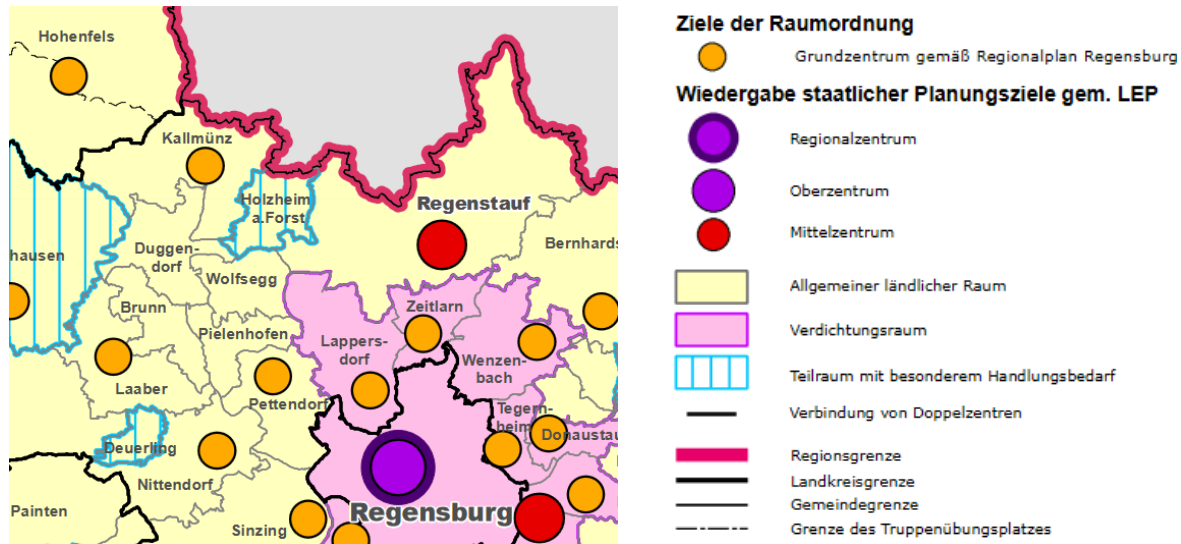 Hohenfels
Kallmünz
Holzheim
a.Forst
Regenstauf
hausen
Duggen-
dorf
Bernhards
Wolfsegg
Brunn
Zeitlarn
Pielenhofen
Lappers-
dorf
Wenzen-
bach
Laaber
Pettendorf
Tegern-
heim
Donaustau
Deuerling
Nittendorf
Painten
Sinzing
Regensburg
Ziele der Raumordnung
Grundzentrum gemäß Regionalplan Regensburg
Wiedergabe staatlicher Planungsziele gem. LEP
Regionalzentrum
Oberzentrum
Mittelzentrum
Allgemeiner ländlicher Raum
Verdichtungsraum
Teilraum mit besonderem Handlungsbedarf
Verbindung von Doppelzentren
Regionsgrenze
Landkreisgrenze
Gemeindegrenze
Grenze des Truppenübungsplatzes